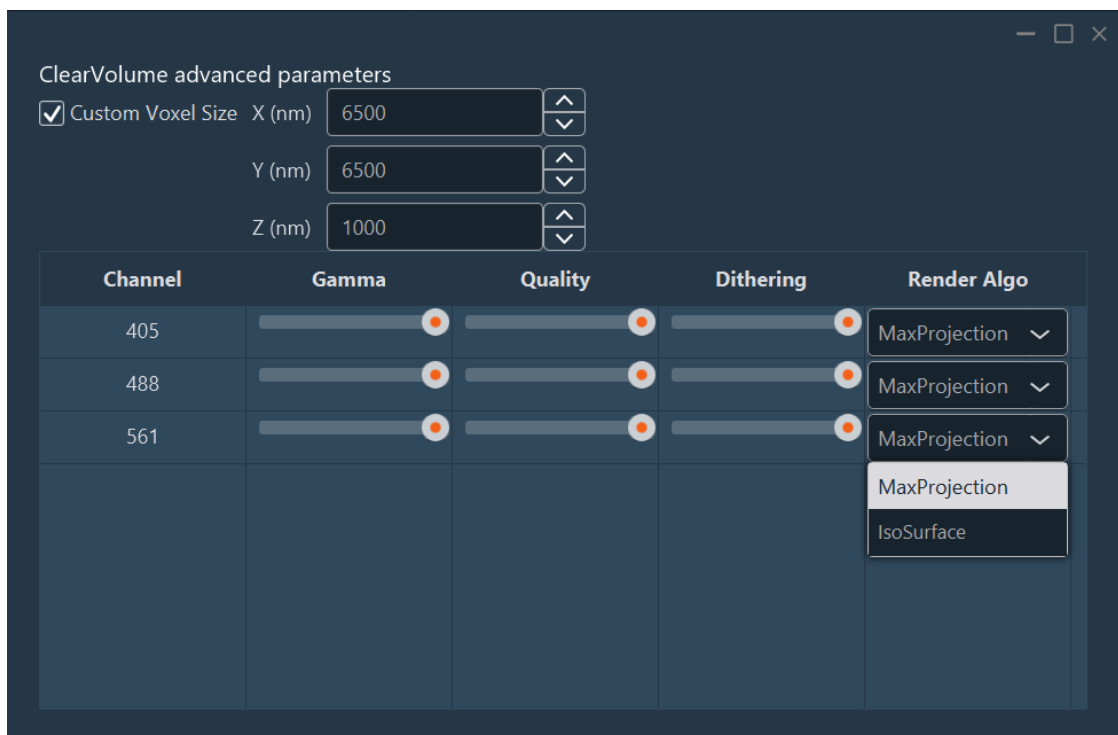 ClearVolume advanced parameters
Custom Voxel Size X (nm) 6500
Y (nm) 6500
Z (nm) 1000
Channel Gamma Quality Dithering Render Algo
405 MaxProjection
488 MaxProjection
561 MaxProjection
MaxProjection
IsoSurface